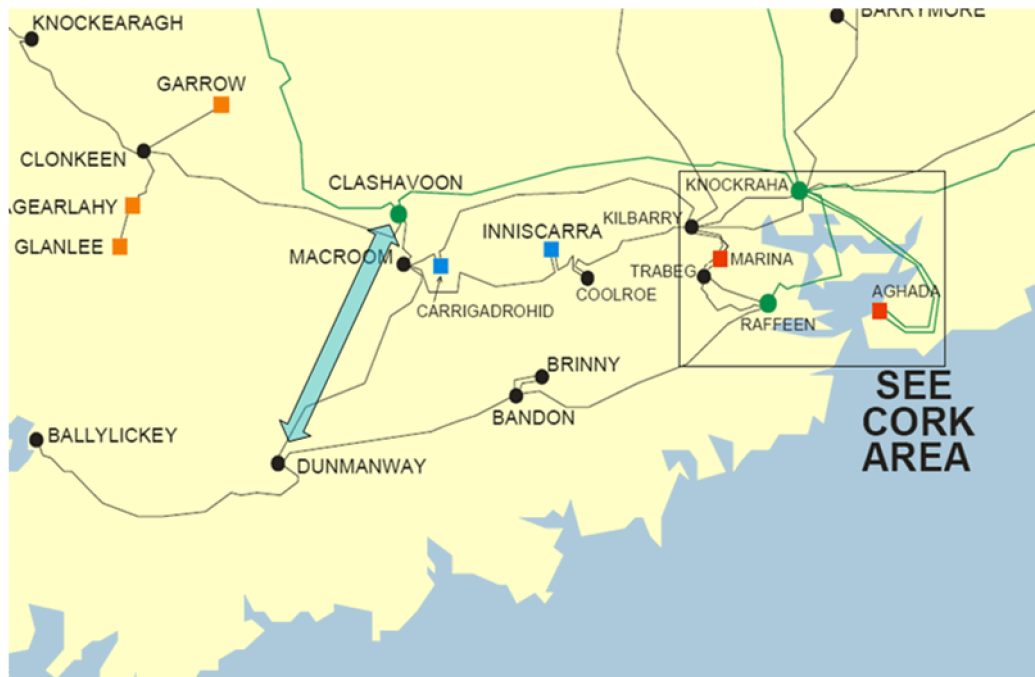 BARRYMORE
KNOCKEARAGH
GARROW
CLONKEEN
CLASHAVOON
KNOCKRAHA
AGEARLAHY
KILBARRY
INNISCARRA
GLANLEE
MACROOM
MARINA
TRABEG
COOLROE
AGHADA
CARRIGADROHID
RAFFEEN
BRINNY
SEE
CORK
AREA
BANDON
BALLYLICKEY
DUNMANWAY